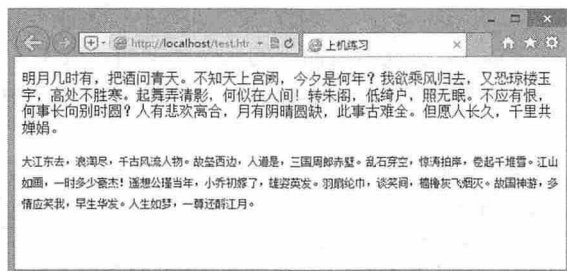 http://localhost/test.htr
上机练习
明月几时有，把酒问青天。不知天上宫阙，今夕是何年？我欲乘风归去，又恐琼楼玉
宇，高处不胜寒。起舞弄清影，何似在人间！转朱阁，低绮户，照无眠。不应有恨，
何事长向别时圆？人有悲欢离合，月有阴晴圆缺，此事古难全。但愿人长久，千里共
婵娟。
大江东去，浪淘尽，千古风流人物。故垒西边，人道是，三国周郎赤壁。乱石穿空，惊涛拍岸，卷起千堆雪。江山
如画，一时多少豪杰！遥想公瑾当年，小乔初嫁了，雄姿英发。羽扇纶巾，谈笑间，樯橹灰飞烟灭。故国神游，多
情应笑我，早生华发。人生如梦，一尊还酹江月。